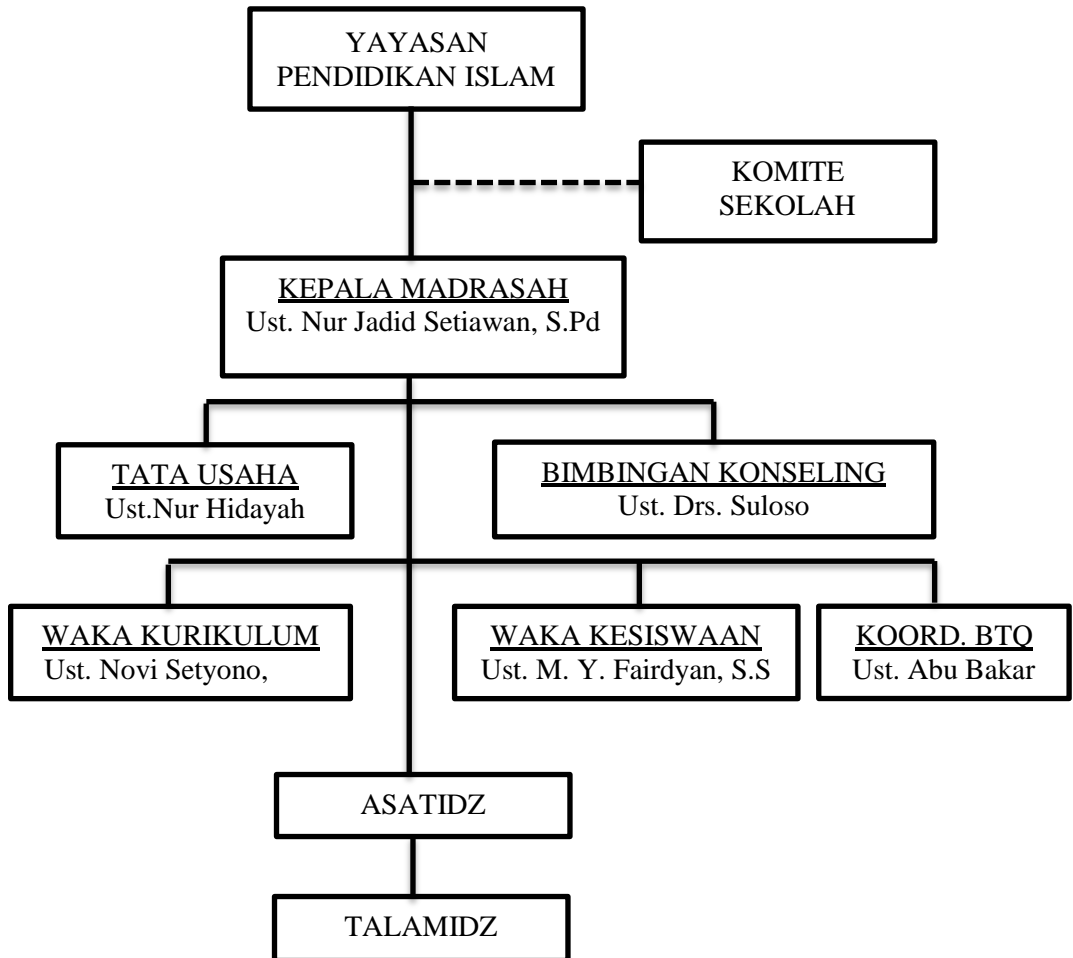 YAYASAN
PENDIDIKAN ISLAM
KOMITE
SEKOLAH
KEPALA MADRASAH
Ust. Nur Jadid Setiawan, S.Pd
TATA USAHA
Ust.Nur Hidayah
BIMBINGAN KONSELING
Ust. Drs. Suloso
WAKA KURIKULUM
Ust. Novi Setyono,
WAKA KESISWAAN
Ust. M. Y. Fairdyan, S.S
KOORD. BTQ
Ust. Abu Bakar
ASATIDZ
TALAMIDZ